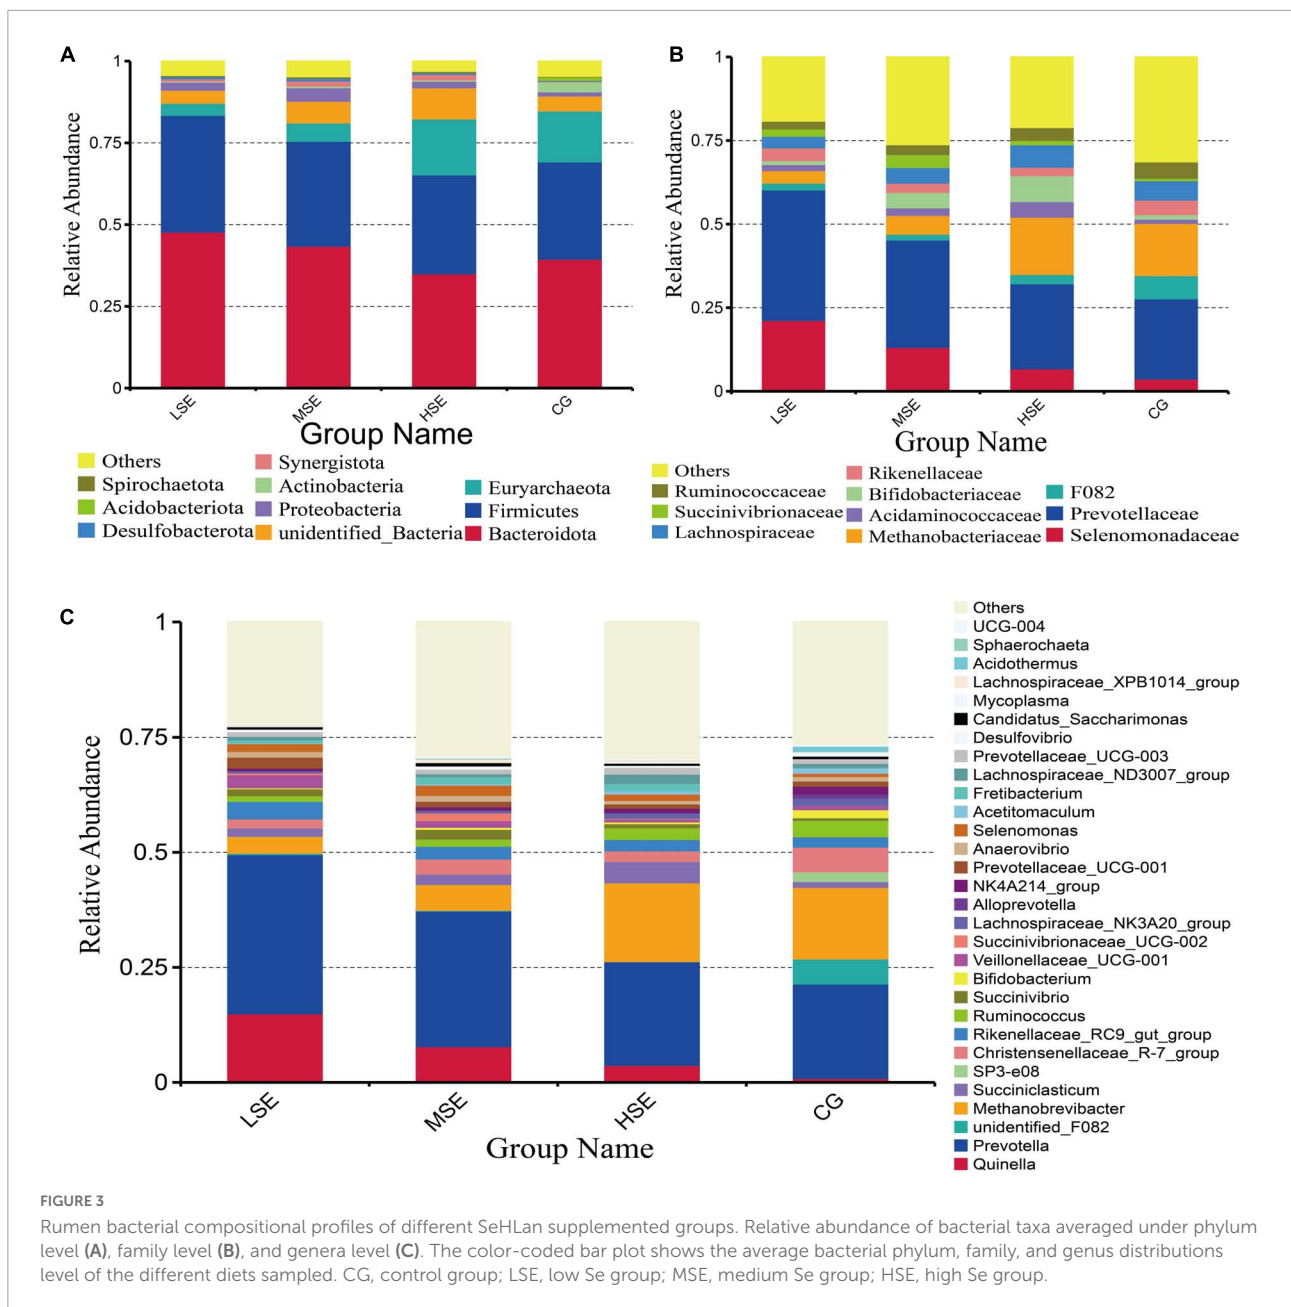 A
1
0.75
0.5
0.25
0
Relative Abundance
LSE
MSE
HSE
CG
Group Name
Others
Spirochaetota
Acidobacteriota
Desulfobacterota
Synergistota
Actinobacteria
Proteobacteria
unidentified_Bacteria
Euryarchaeota
Firmicutes
Bacteroidota
B
1
0.75
0.5
0.25
0
Relative Abundance
LSE
MSE
HSE
CG
Group Name
Others
Ruminococcaceae
Succinivibrionaceae
Lachnospiraceae
Rikenellaceae
Bifidobacteriaceae
Acidaminococcaceae
Methanobacteriaceae
F082
Prevotellaceae
Selenomonadaceae
C
1
0.75
0.5
0.25
0
Relative Abundance
LSE
MSE
HSE
CG
Group Name
Others
UCG-004
Sphaerochaeta
Acidothermus
Lachnospiraceae_XPB1014_group
Mycoplasma
Candidatus_Saccharimonas
Desulfovibrio
Prevotellaceae_UCG-003
Lachnospiraceae_ND3007_group
Fretibacterium
Acetitomaculum
Selenomonas
Anaerovibrio
Prevotellaceae_UCG-001
NK4A214_group
Alloprevotella
Lachnospiraceae_NK3A20_group
Succinivibrionaceae_UCG-002
Veillonellaceae_UCG-001
Bifidobacterium
Succinivibrio
Ruminococcus
Rikenellaceae_RC9_gut_group
Christensenellaceae_R-7_group
SP3-e08
Succiniclasticum
Methanobrevibacter
unidentified_F082
Prevotella
Quinella
FIGURE 3
Rumen bacterial compositional profiles of different SeHLan supplemented groups. Relative abundance of bacterial taxa averaged under phylum
level (A), family level (B), and genera level (C). The color-coded bar plot shows the average bacterial phylum, family, and genus distributions
level of the different diets sampled. CG, control group; LSE, low Se group; MSE, medium Se group; HSE, high Se group.